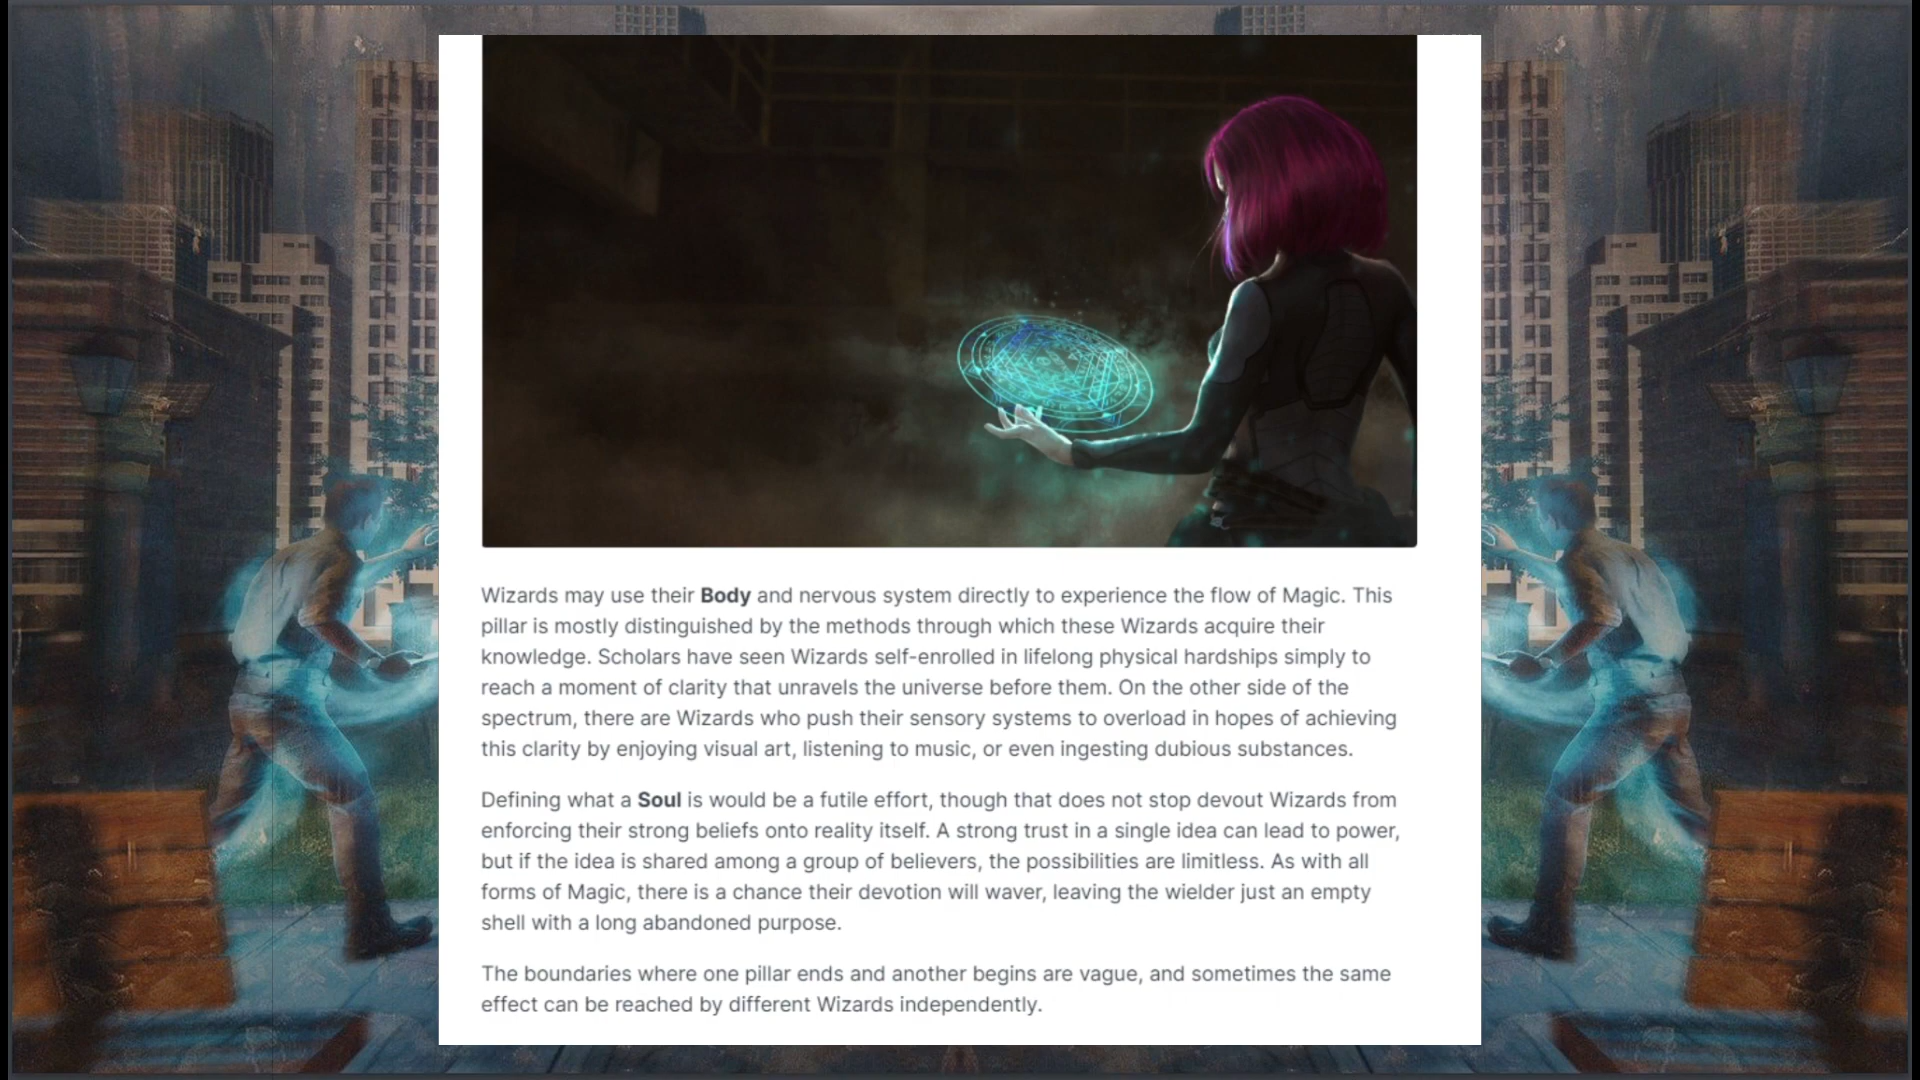 Wizards may use their Body and nervous system directly to experience the flow of Magic. This
pillar is mostly distinguished by the methods through which these Wizards acquire their
knowledge. Scholars have seen Wizards self-enrolled in lifelong physical hardships simply to
reach a moment of clarity that unravels the universe before them. On the other side of the
spectrum, there are Wizards who push their sensory systems to overload in hopes of achieving
this clarity by enjoying visual art, listening to music, or even ingesting dubious substances.
Defining what a Soul is would be a futile effort, though that does not stop devout Wizards from
enforcing their strong beliefs onto reality itself. A strong trust in a single idea can lead to power,
but if the idea is shared among a group of believers, the possibilities are limitless. As with all
forms of Magic, there is a chance their devotion will waver, leaving the wielder just an empty
shell with a long abandoned purpose.
The boundaries where one pillar ends and another begins are vague, and sometimes the same
effect can be reached by different Wizards independently.